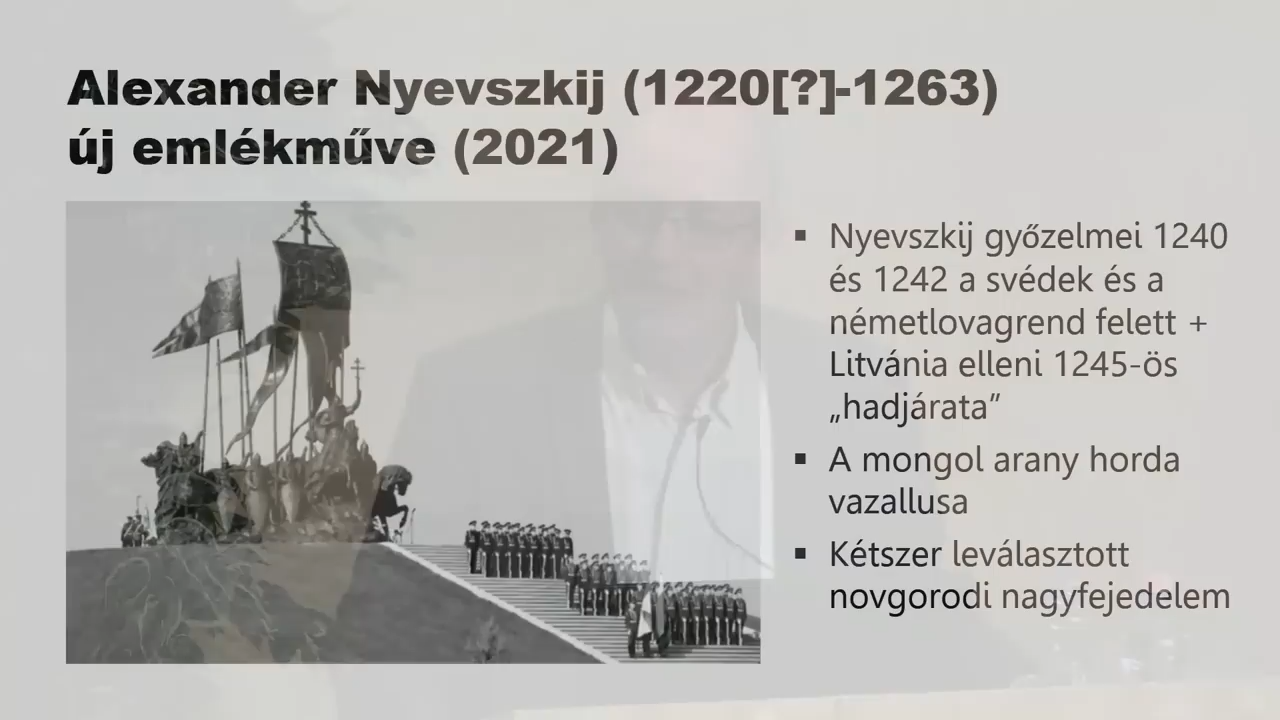 Alexander Nyevszkij (1220[?]-1263)
új emlékműve (2021)
▪ Nyevszkij győzelmei 1240
és 1242 a svédek és a
németlovagrend felett +
Litvánia elleni 1245-ös
„hadjárata”
▪ A mongol arany horda
vazallusa
▪ Kétszer leválasztott
novgorodi nagyfejedelem